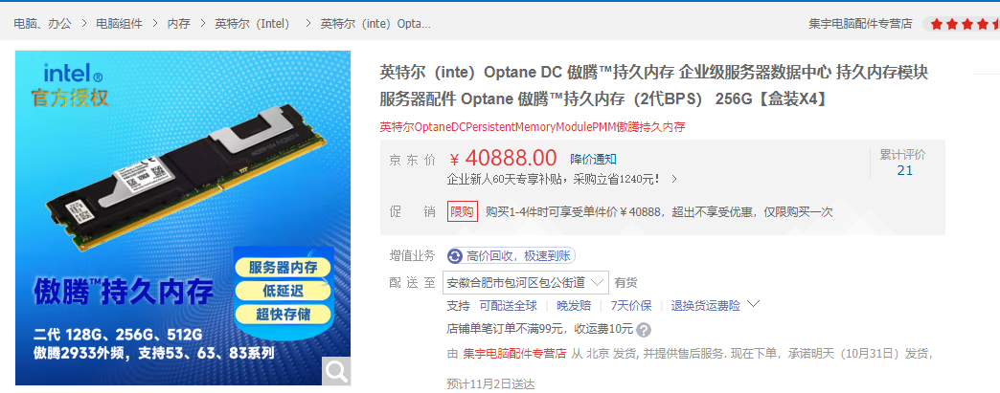 电脑、办公 > 电脑组件 > 内存 > 英特尔（Intel） > 英特尔（inte）Opta...
集宇电脑配件专营店
intel®
官方授权
服务器内存
低延迟
超快存储
傲腾™持久内存
二代 128G、256G、512G
傲腾2933外频，支持53、63、83系列
英特尔（inte）Optane DC 傲腾™持久内存 企业级服务器数据中心 持久内存模块
服务器配件 Optane 傲腾™持久内存（2代BPS） 256G【盒装X4】
英特尔OptaneDCPersistentMemoryModulePMM傲腾持久内存
京东价 ￥40888.00 降价通知
累计评价
21
企业新人60天专享补贴，采购立省1240元！ >
促销 限购 购买1-4件时可享受单件价￥40888，超出不享受优惠，仅限购买一次
增值业务 高价回收，极速到账
配送至 安徽合肥市包河区包公街道 有货
支持 可配送全球 | 晚发赔 | 7天价保 | 退换货运费险
店铺单笔订单不满99元，收运费10元 ?
由 集宇电脑配件专营店 从 北京 发货, 并提供售后服务. 现在下单，承诺明天（10月31日）发货，
预计11月2日送达